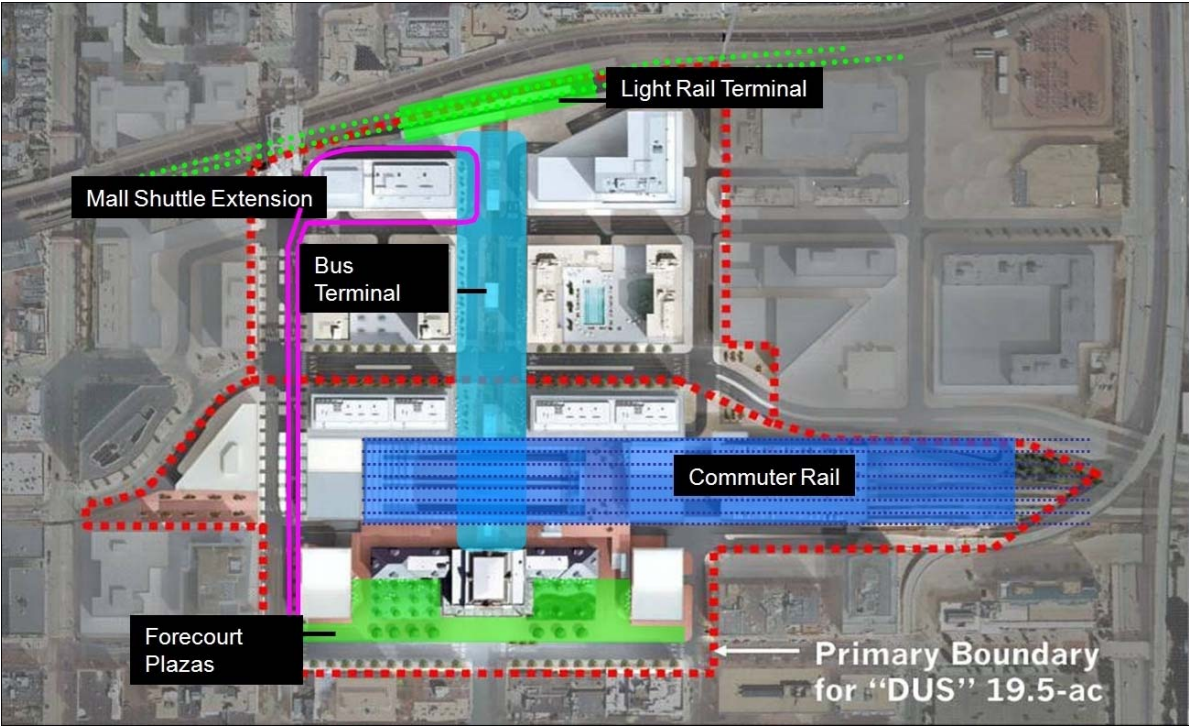 Light Rail Terminal
Mall Shuttle Extension
Bus
Terminal
Commuter Rail
Forecourt
Plazas
Primary Boundary
for “DUS” 19.5-ac